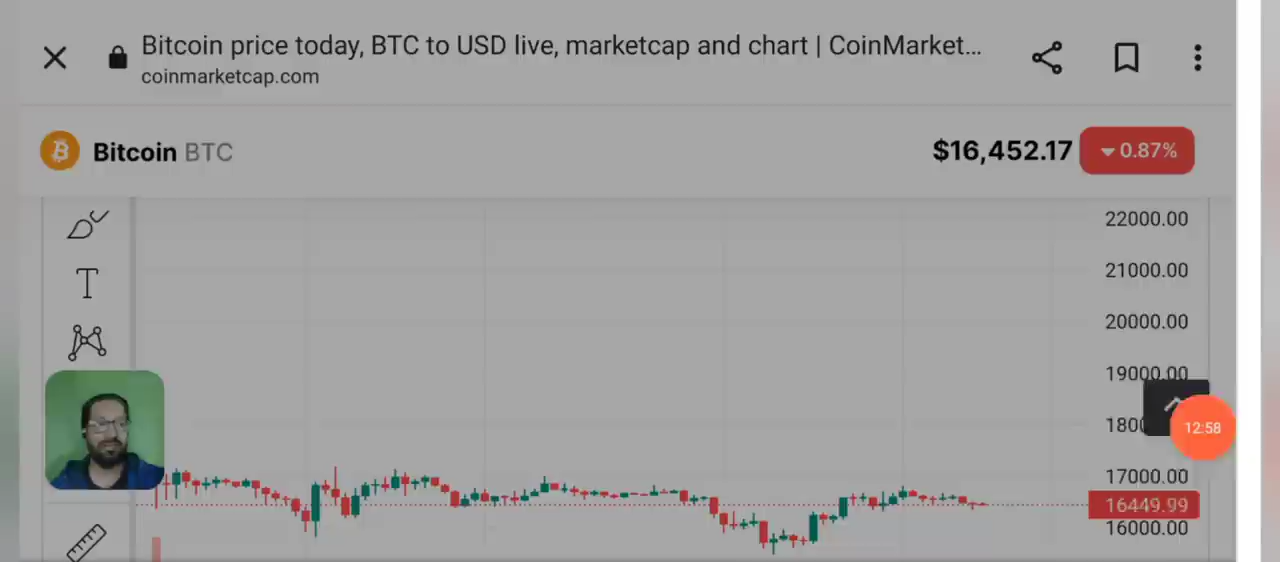 Bitcoin price today, BTC to USD live, marketcap and chart | CoinMarket...
coinmarketcap.com
Bitcoin BTC
$16,452.17
0.87%
22000.00
T
21000.00
20000.00
19000.00
1800
12:58
17000.00
16449.99
16000.00